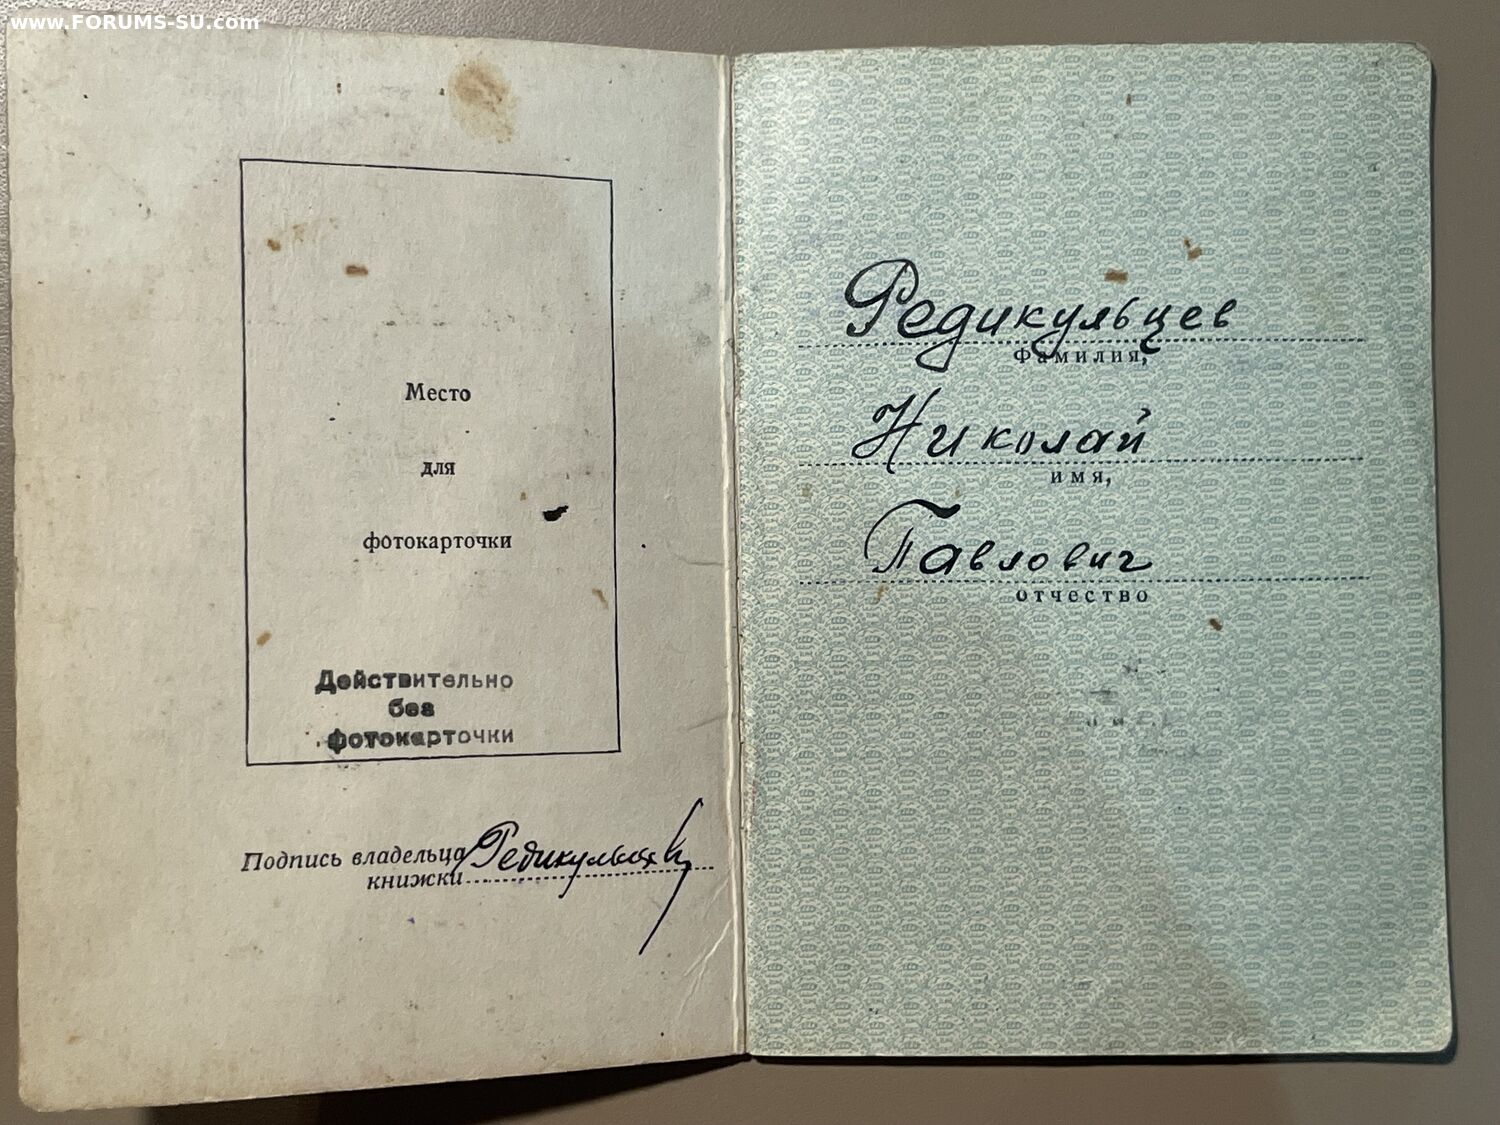 www.FORUMS-SU.com
Место
для
фотокарточки
Действительно
без
фотокарточки
Подпись владельца Редикульцев
книжки
Редикульцев
Фамилия,
Николай
имя,
Павлович
отчество